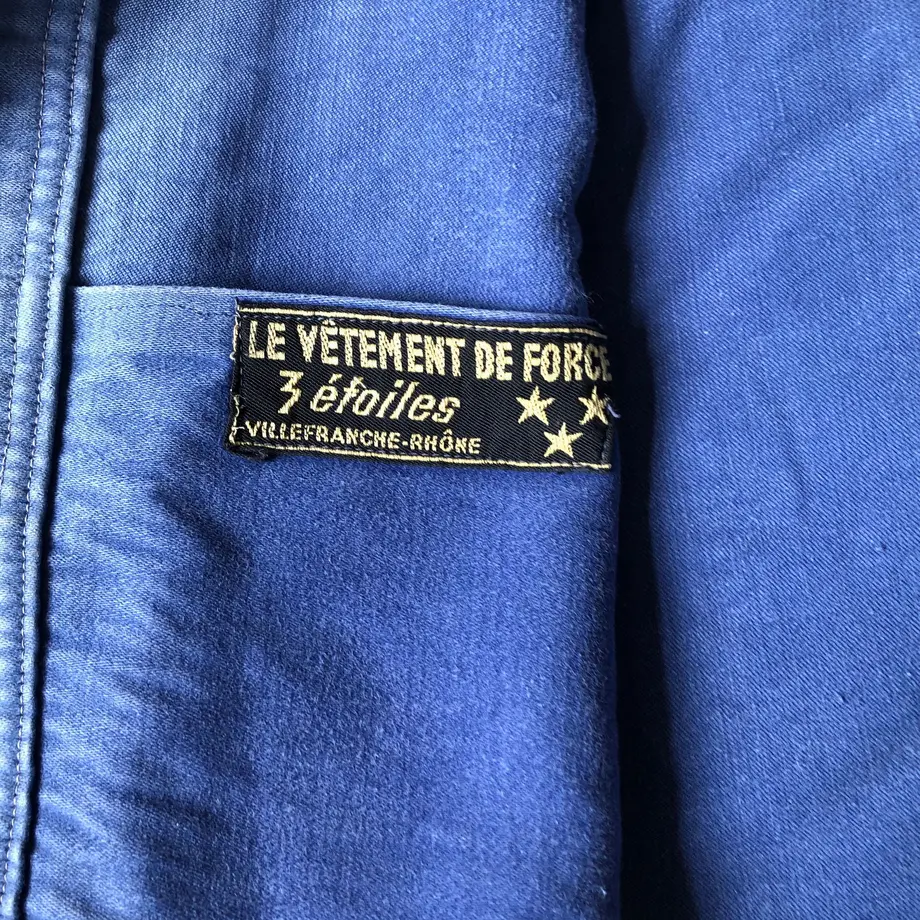 LE VÊTEMENT DE FORCE
3 étoiles
VILLEFRANCHE-RHÔNE